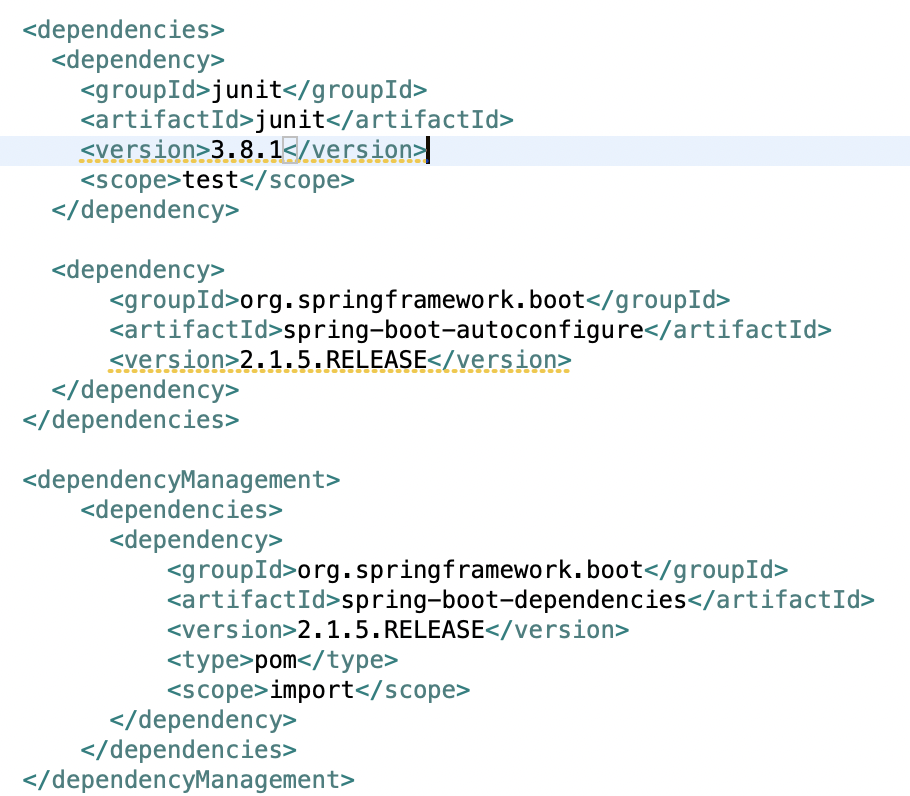 <dependencies>
<dependency>
<groupId>junit</groupId>
<artifactId>junit</artifactId>
<version>3.8.1</version>
<scope>test</scope>
</dependency>
<dependency>
<groupId>org.springframework.boot</groupId>
<artifactId>spring-boot-autoconfigure</artifactId>
<version>2.1.5.RELEASE</version>
</dependency>
</dependencies>
<dependencyManagement>
<dependencies>
<dependency>
<groupId>org.springframework.boot</groupId>
<artifactId>spring-boot-dependencies</artifactId>
<version>2.1.5.RELEASE</version>
<type>pom</type>
<scope>import</scope>
</dependency>
</dependencies>
</dependencyManagement>